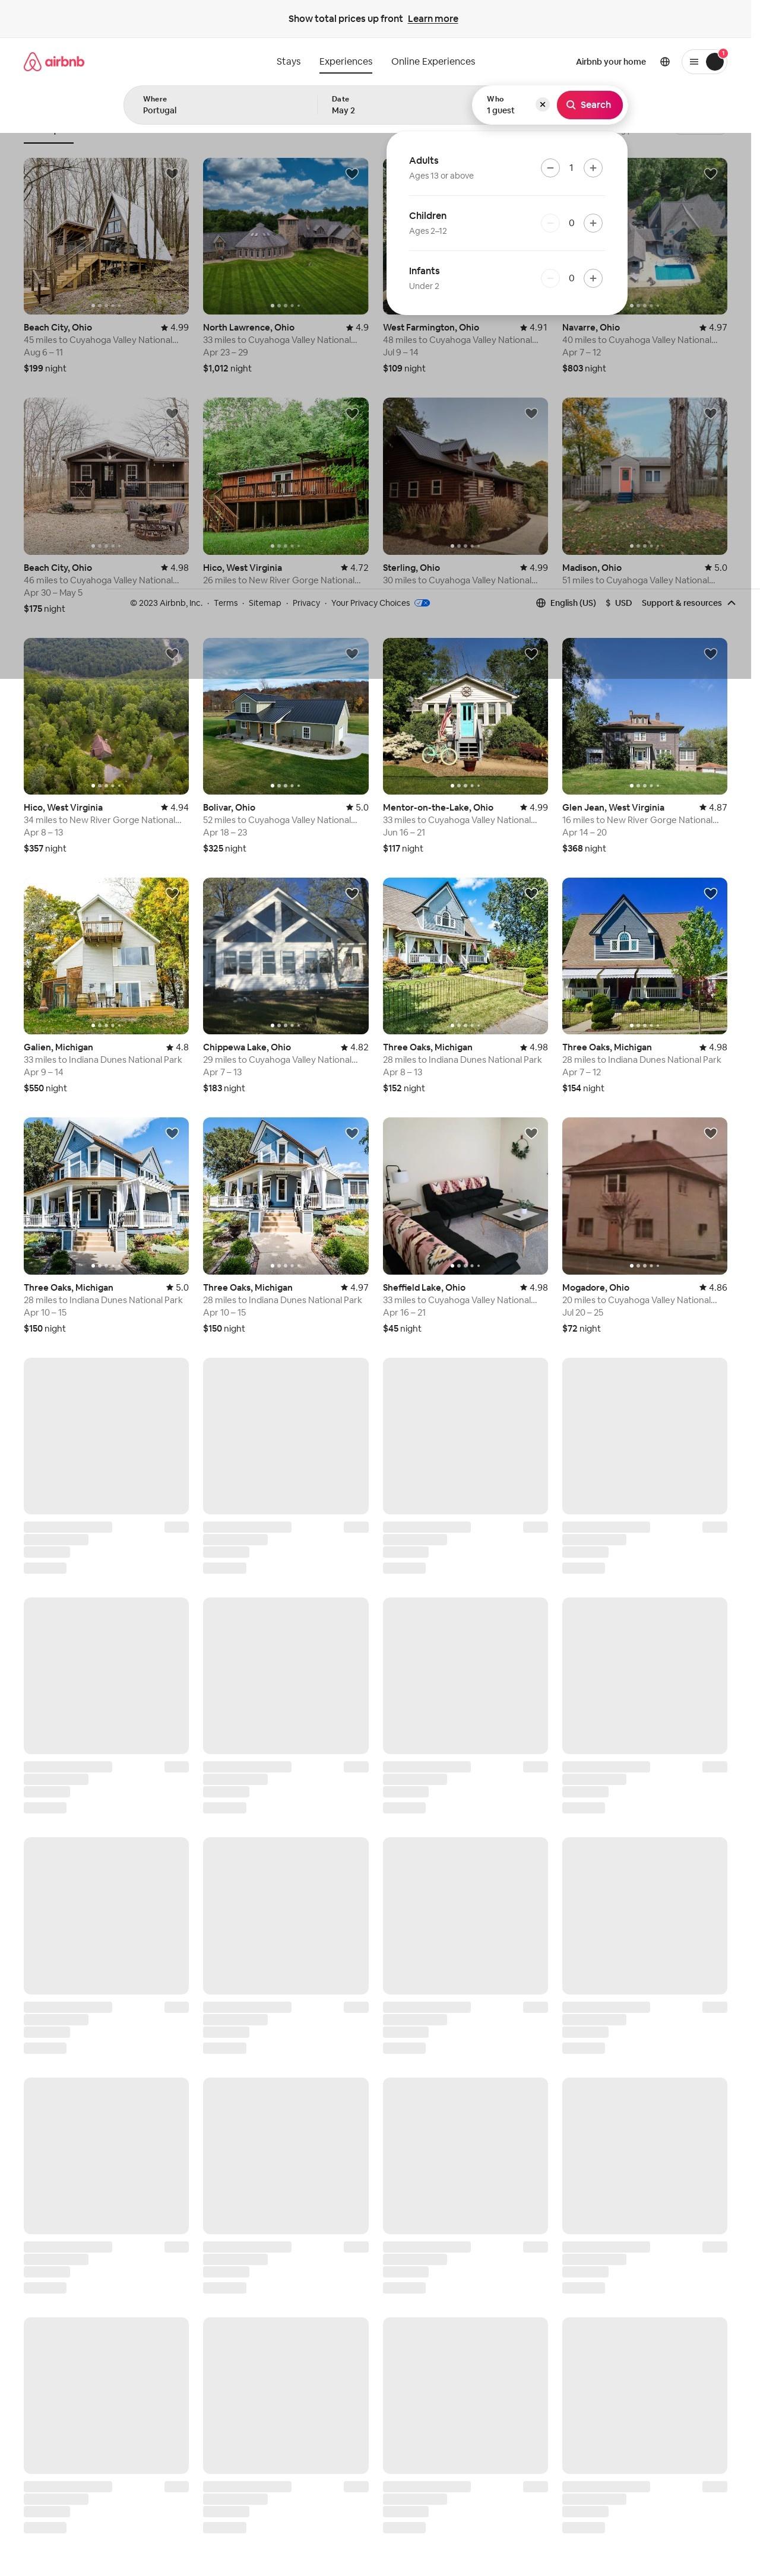 Show total prices up front Learn more
airbnb
Stays Experiences Online Experiences
Airbnb your home
1
Where
Portugal
Date
May 2
Who
1 guest
Search
Adults
Ages 13 or above
1
Children
Ages 2–12
0
Infants
Under 2
0
Beach City, Ohio 4.99
45 miles to Cuyahoga Valley National...
Aug 6 – 11
$199 night
North Lawrence, Ohio 4.9
33 miles to Cuyahoga Valley National...
Apr 23 – 29
$1,012 night
West Farmington, Ohio 4.91
48 miles to Cuyahoga Valley National...
Jul 9 – 14
$109 night
Navarre, Ohio 4.97
40 miles to Cuyahoga Valley National...
Apr 7 – 12
$803 night
Beach City, Ohio 4.98
46 miles to Cuyahoga Valley National...
Apr 30 – May 5
$175 night
Hico, West Virginia 4.72
26 miles to New River Gorge National...
Sterling, Ohio 4.99
30 miles to Cuyahoga Valley National...
Madison, Ohio 5.0
51 miles to Cuyahoga Valley National...
© 2023 Airbnb, Inc. · Terms · Sitemap · Privacy · Your Privacy Choices
English (US) $ USD Support & resources
Hico, West Virginia 4.94
34 miles to New River Gorge National...
Apr 8 – 13
$357 night
Bolivar, Ohio 5.0
52 miles to Cuyahoga Valley National...
Apr 18 – 23
$325 night
Mentor-on-the-Lake, Ohio 4.99
33 miles to Cuyahoga Valley National...
Jun 16 – 21
$117 night
Glen Jean, West Virginia 4.87
16 miles to New River Gorge National...
Apr 14 – 20
$368 night
Galien, Michigan 4.8
33 miles to Indiana Dunes National Park
Apr 9 – 14
$550 night
Chippewa Lake, Ohio 4.82
29 miles to Cuyahoga Valley National...
Apr 7 – 13
$183 night
Three Oaks, Michigan 4.98
28 miles to Indiana Dunes National Park
Apr 8 – 13
$152 night
Three Oaks, Michigan 4.98
28 miles to Indiana Dunes National Park
Apr 7 – 12
$154 night
Three Oaks, Michigan 5.0
28 miles to Indiana Dunes National Park
Apr 10 – 15
$150 night
Three Oaks, Michigan 4.97
28 miles to Indiana Dunes National Park
Apr 10 – 15
$150 night
Sheffield Lake, Ohio 4.98
33 miles to Cuyahoga Valley National...
Apr 16 – 21
$45 night
Mogadore, Ohio 4.86
20 miles to Cuyahoga Valley National...
Jul 20 – 25
$72 night